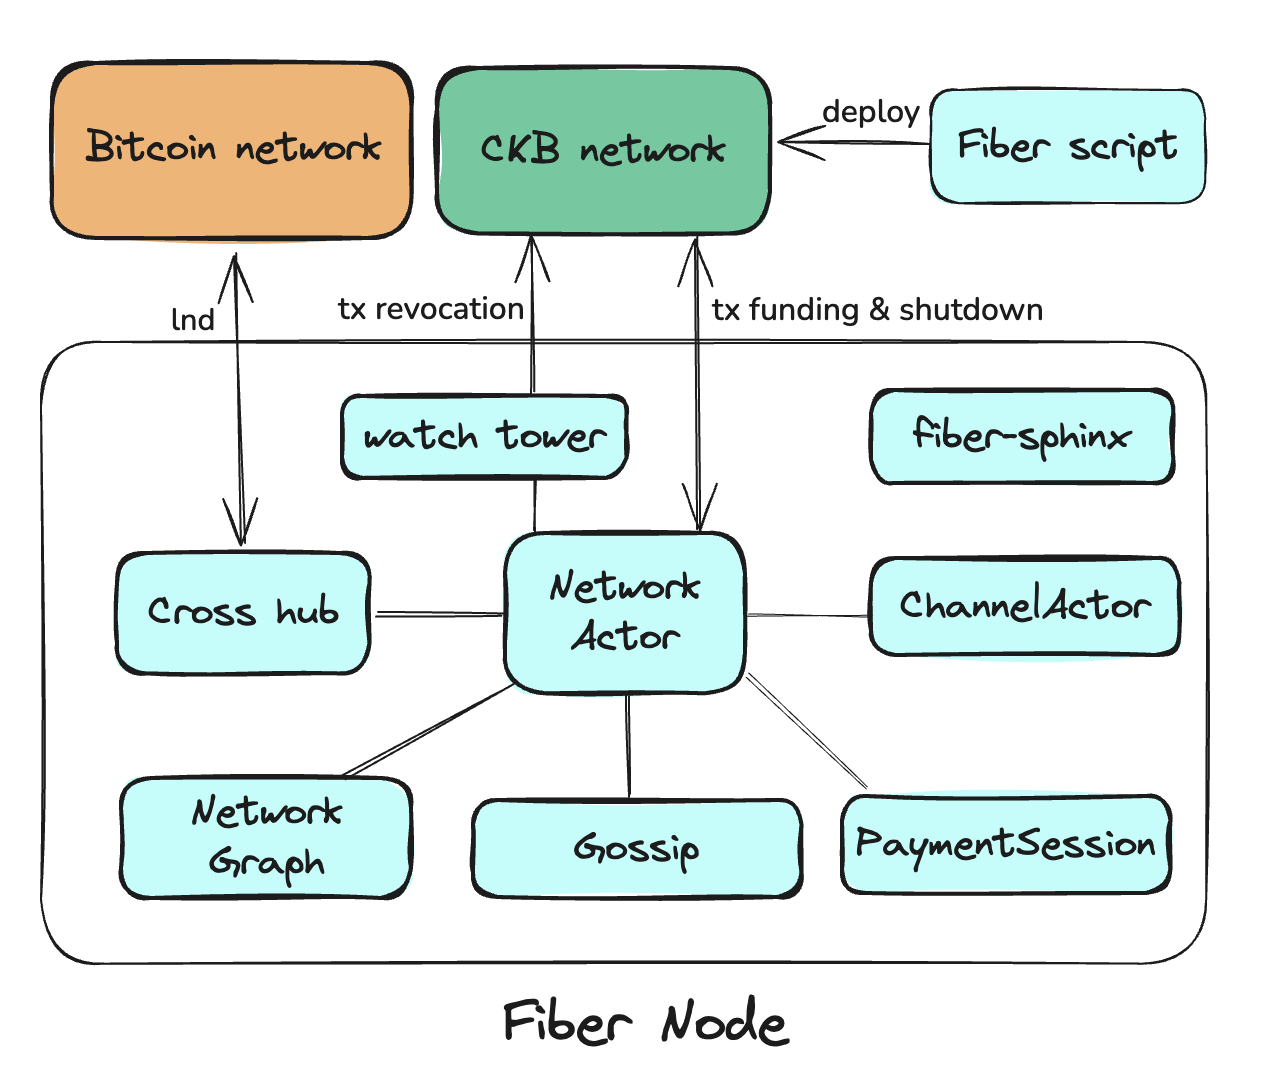 Bitcoin network
CKB network
deploy
Fiber script
lnd
tx revocation
tx funding & shutdown
watch tower
fiber-sphinx
Cross hub
Network
Actor
ChannelActor
Network
Graph
Gossip
PaymentSession
Fiber Node